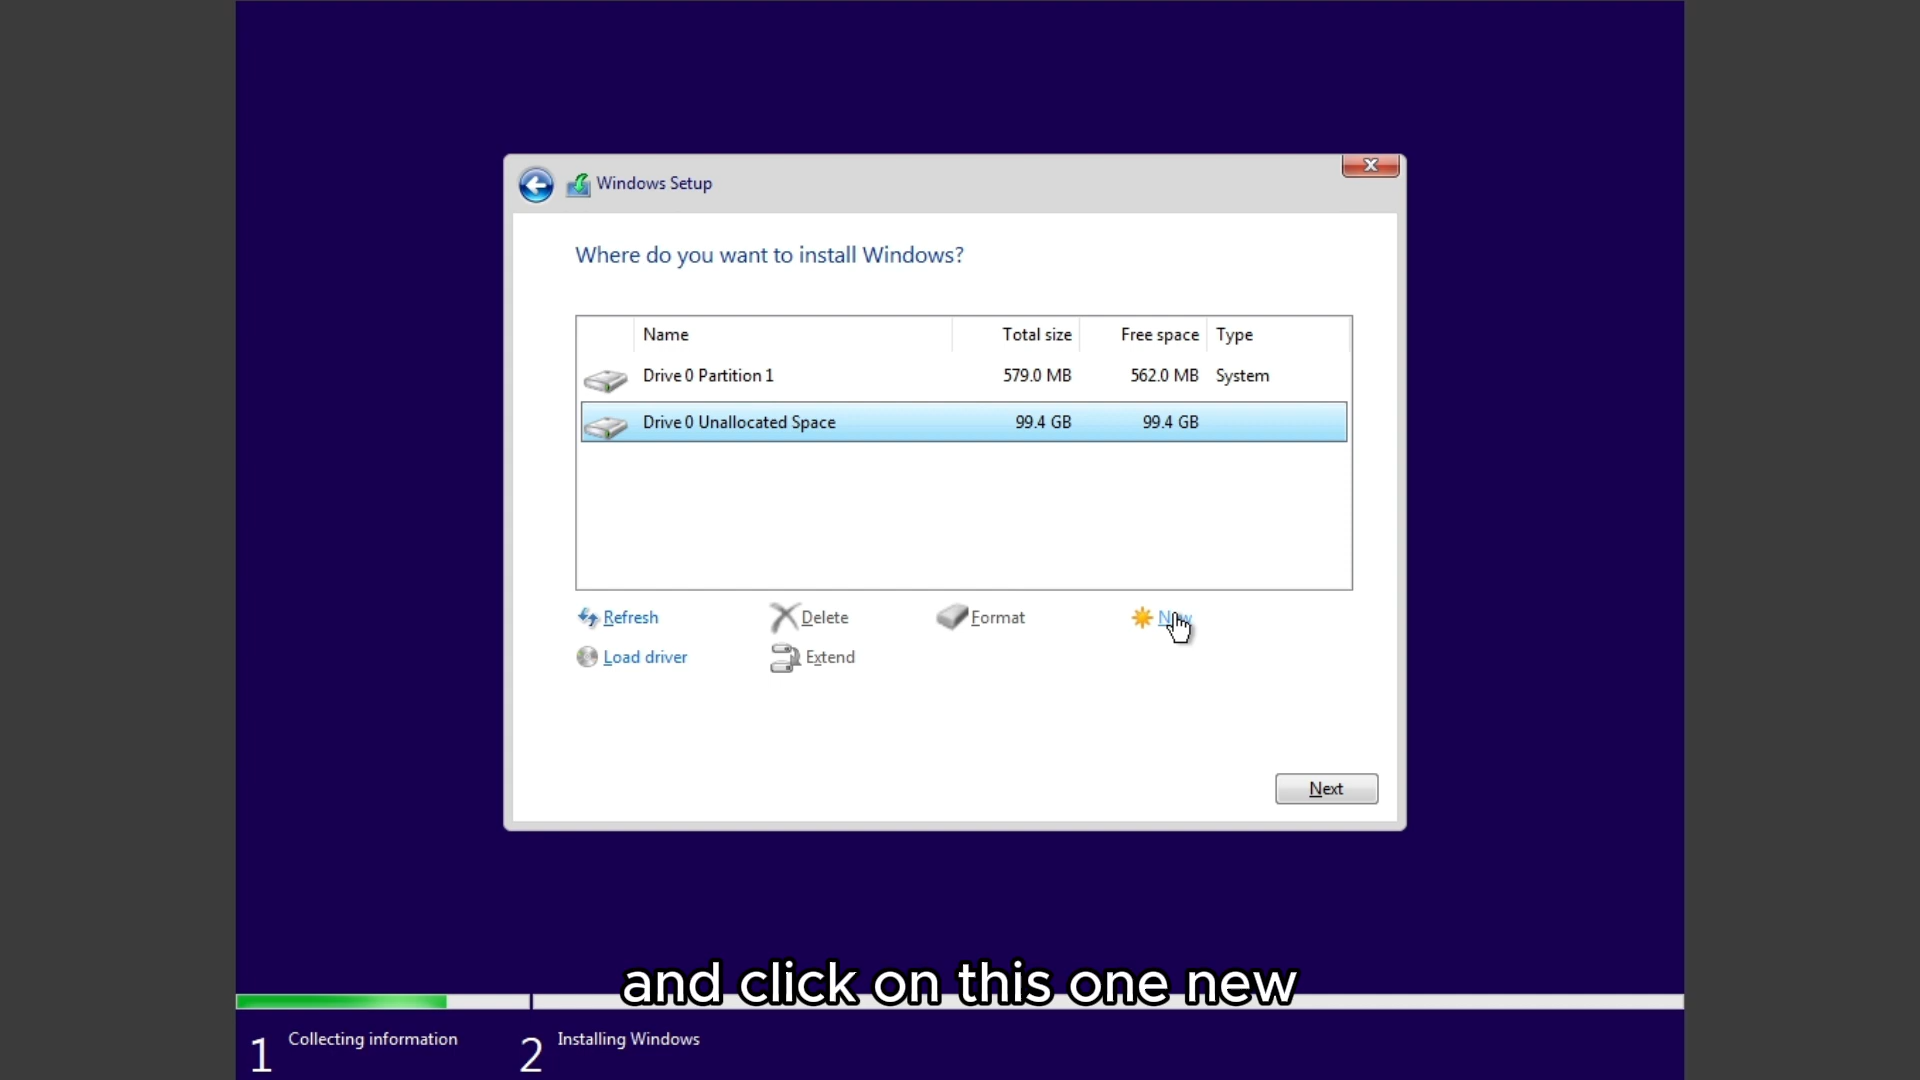 Windows Setup
Where do you want to install Windows?
Name Total size Free space Type
Drive 0 Partition 1 579.0 MB 562.0 MB System
Drive 0 Unallocated Space 99.4 GB 99.4 GB
Refresh Delete Format New
Load driver Extend
Next
and click on this one new
1 Collecting information 2 Installing Windows